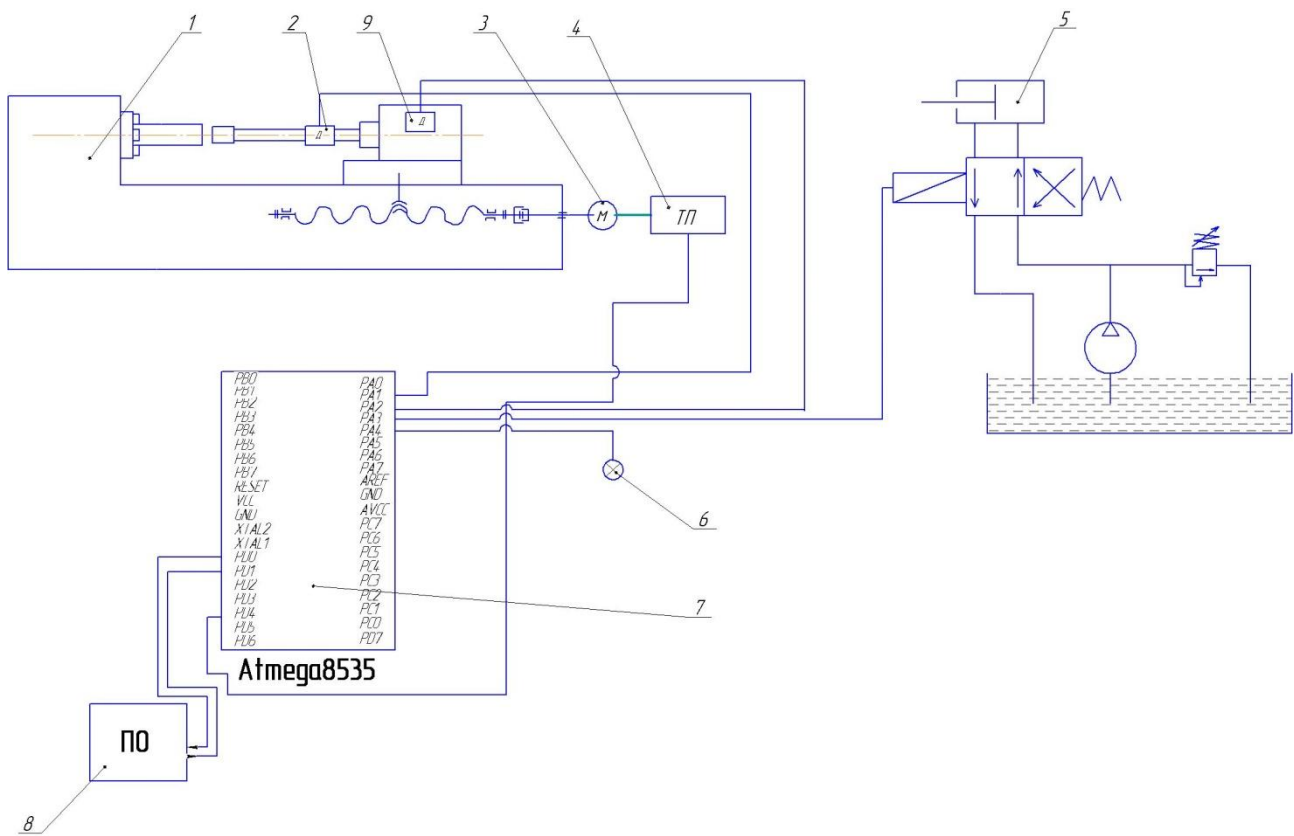 1
2
9
3
4
5
Д
Д
М
ТП
PB0
PB1
PB2
PB3
PB4
PB5
PB6
PB7
RESET
VCC
GND
XTAL2
XTAL1
PD0
PD1
PD2
PD3
PD4
PD5
PD6
PA0
PA1
PA2
PA3
PA4
PA5
PA6
PA7
AREF
GND
AVCC
PC7
PC6
PC5
PC4
PC3
PC2
PC1
PC0
PD7
6
7
Atmega8535
ПО
8